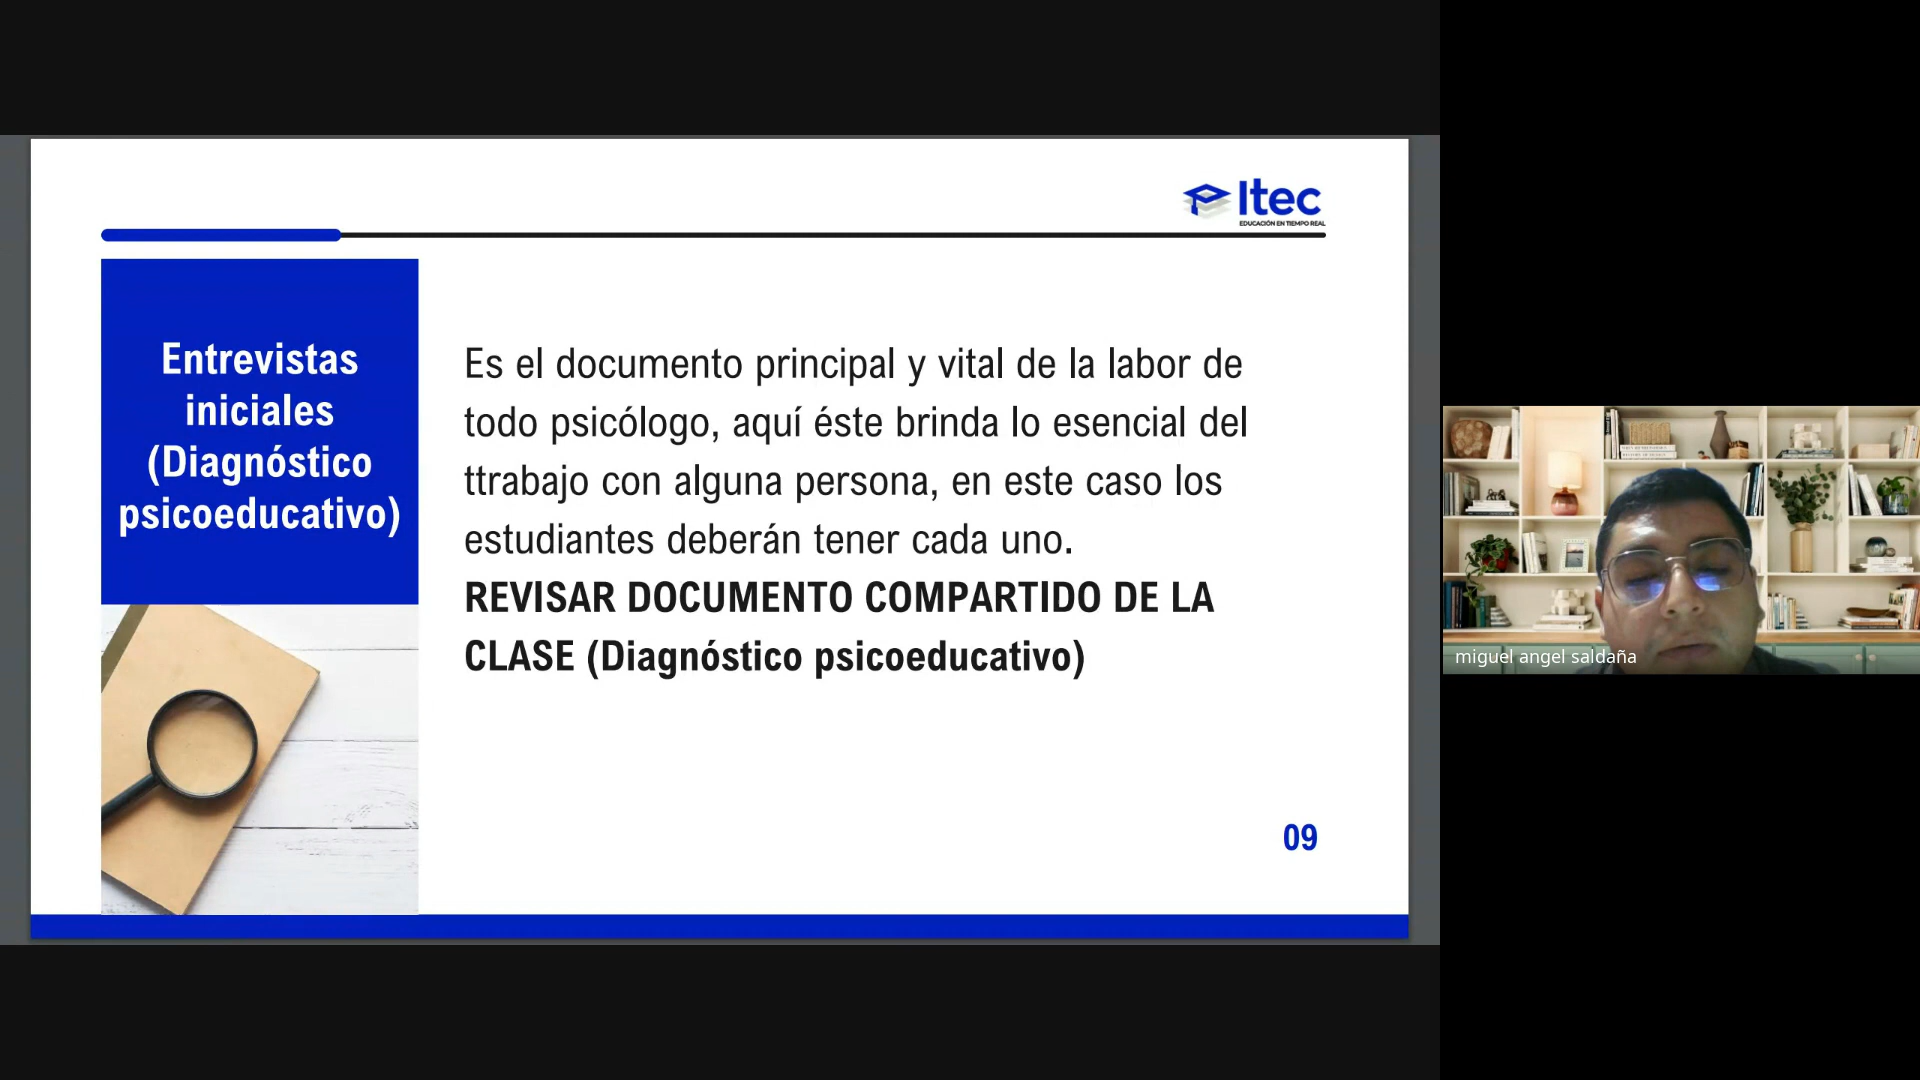 Itec
EDUCACIÓN EN TIEMPO REAL
Entrevistas
iniciales
(Diagnóstico
psicoeducativo)
Es el documento principal y vital de la labor de
todo psicólogo, aquí éste brinda lo esencial del
ttrabajo con alguna persona, en este caso los
estudiantes deberán tener cada uno.
REVISAR DOCUMENTO COMPARTIDO DE LA
CLASE (Diagnóstico psicoeducativo)
09
miguel angel saldaña